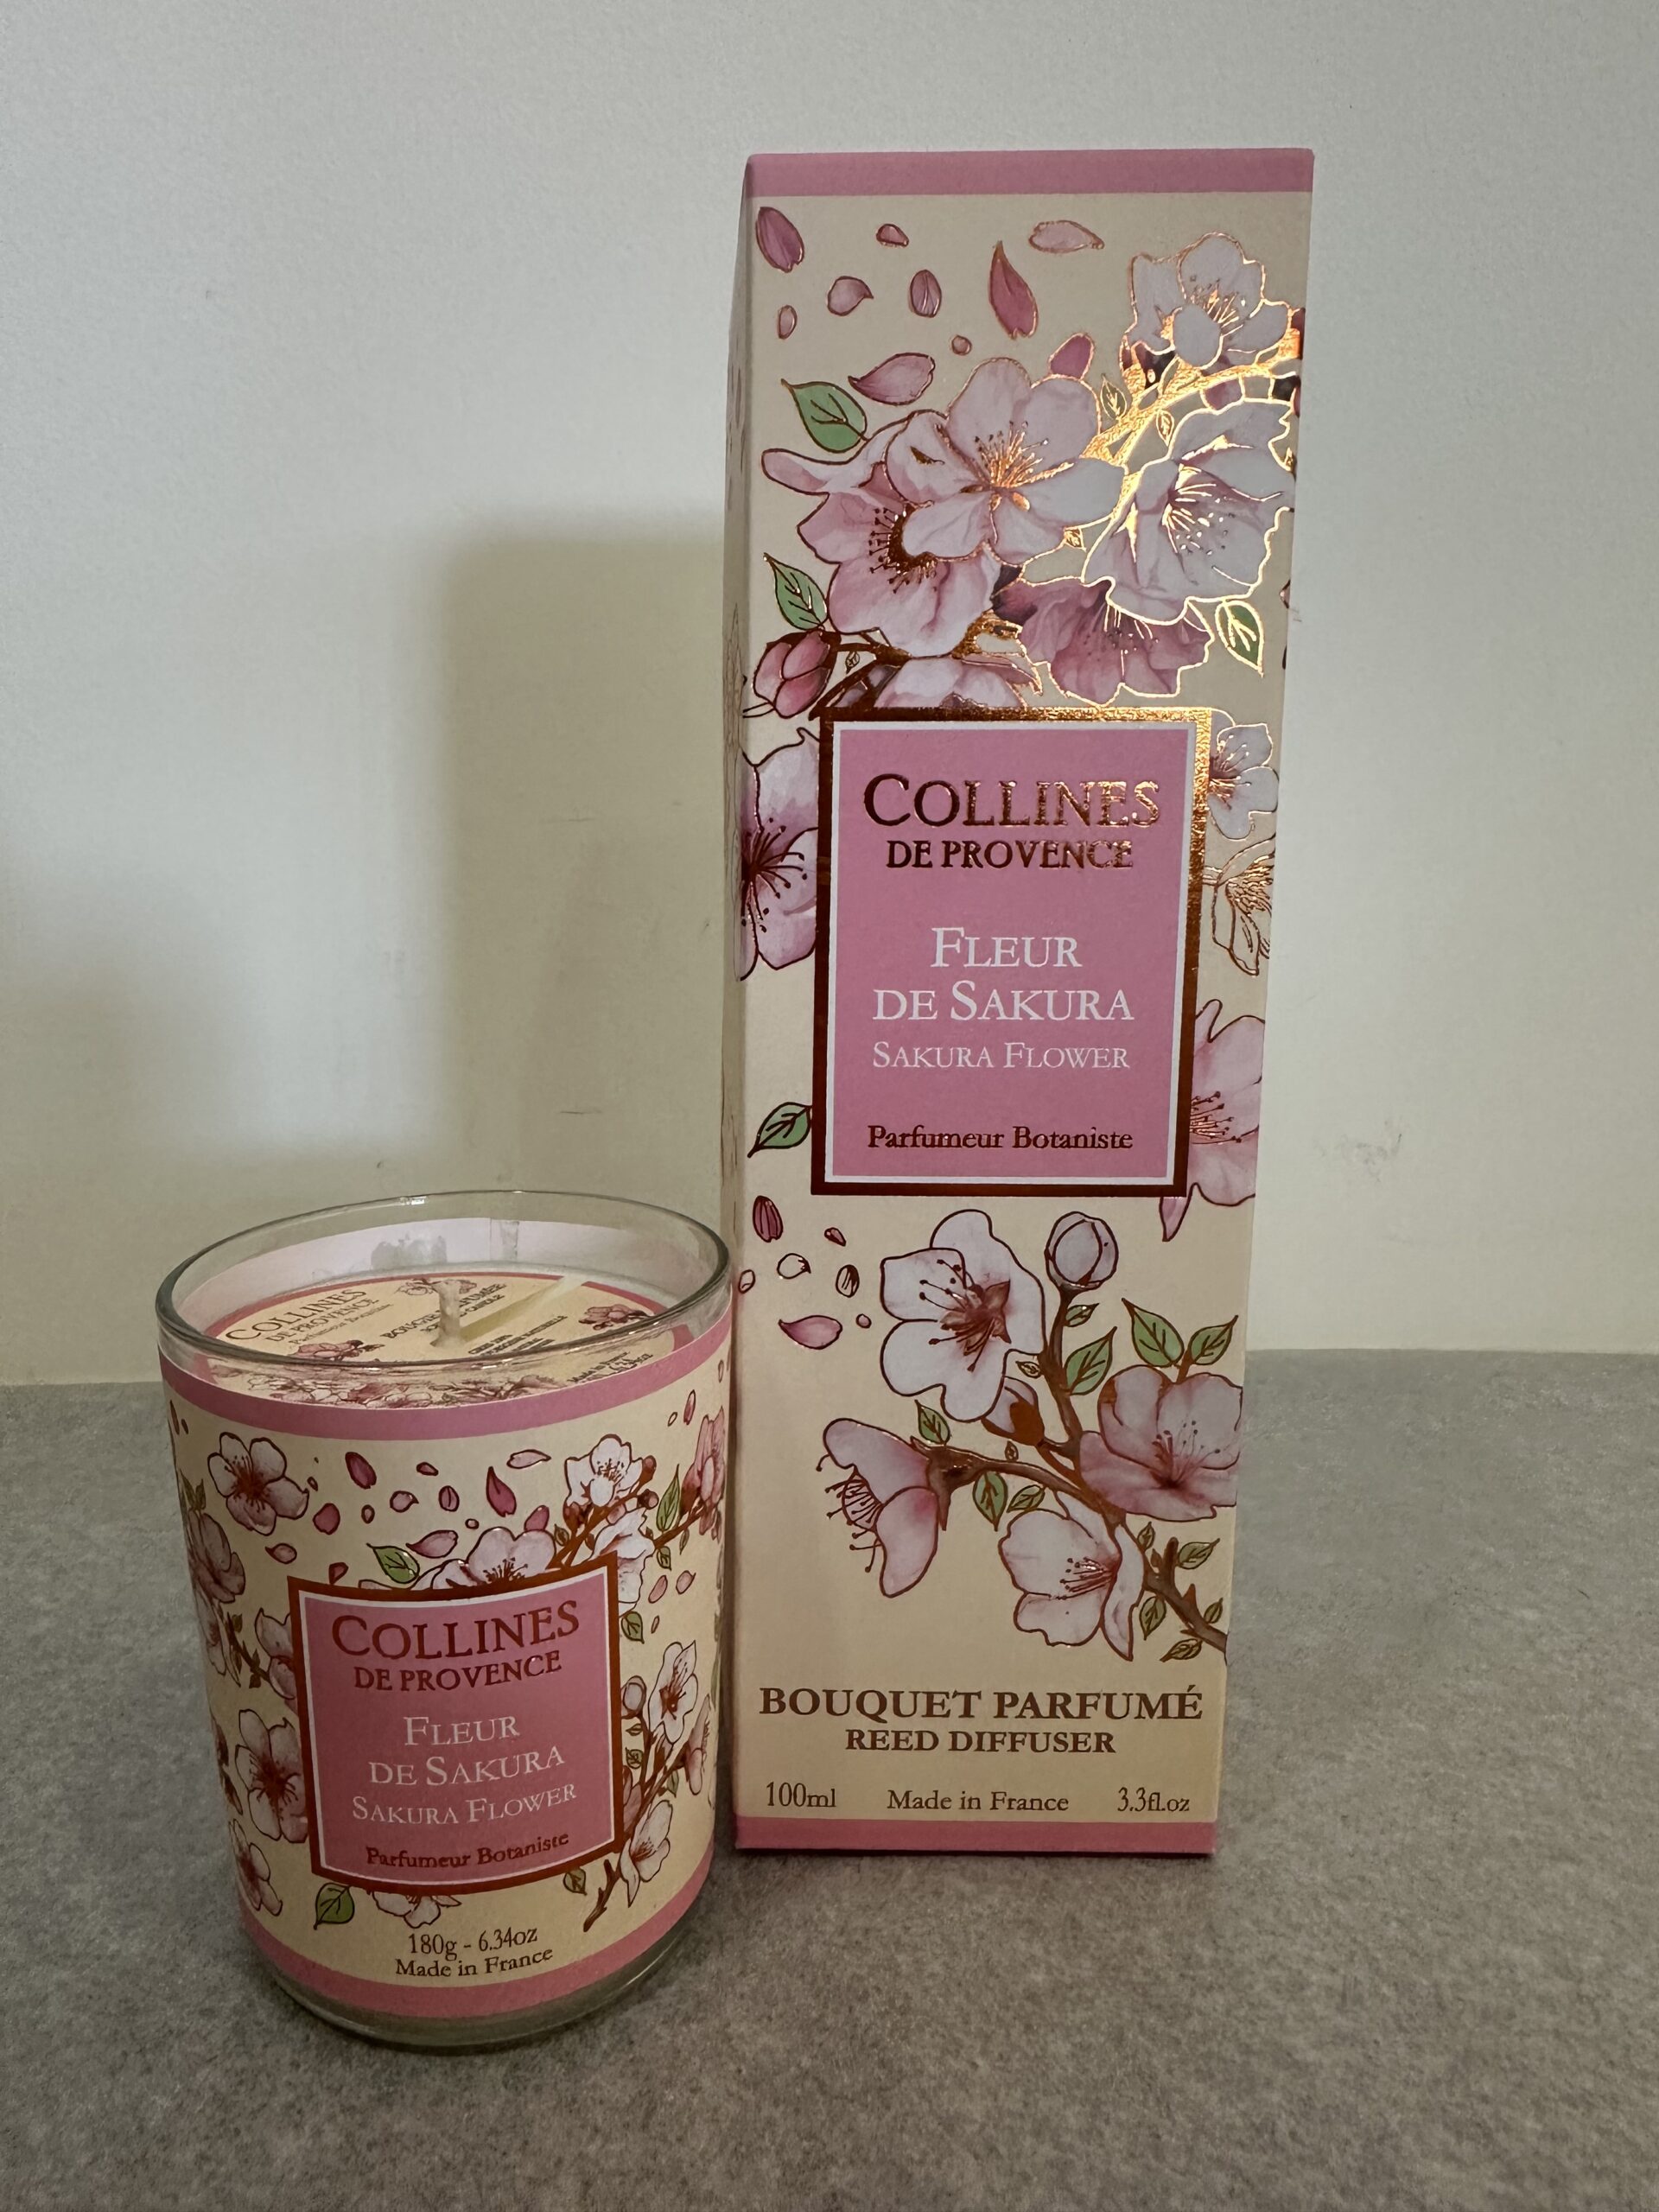 COLLINES
DE PROVENCE
FLEUR
DE SAKURA
SAKURA FLOWER
Parfumeur Botaniste
BOUQUET PARFUMÉ
REED DIFFUSER
100ml Made in France 3.3fl.oz
COLLINES
DE PROVENCE
Parfumeur Botaniste
COLLINES
DE PROVENCE
FLEUR
DE SAKURA
SAKURA FLOWER
Parfumeur Botaniste
180g - 6.34oz
Made in France